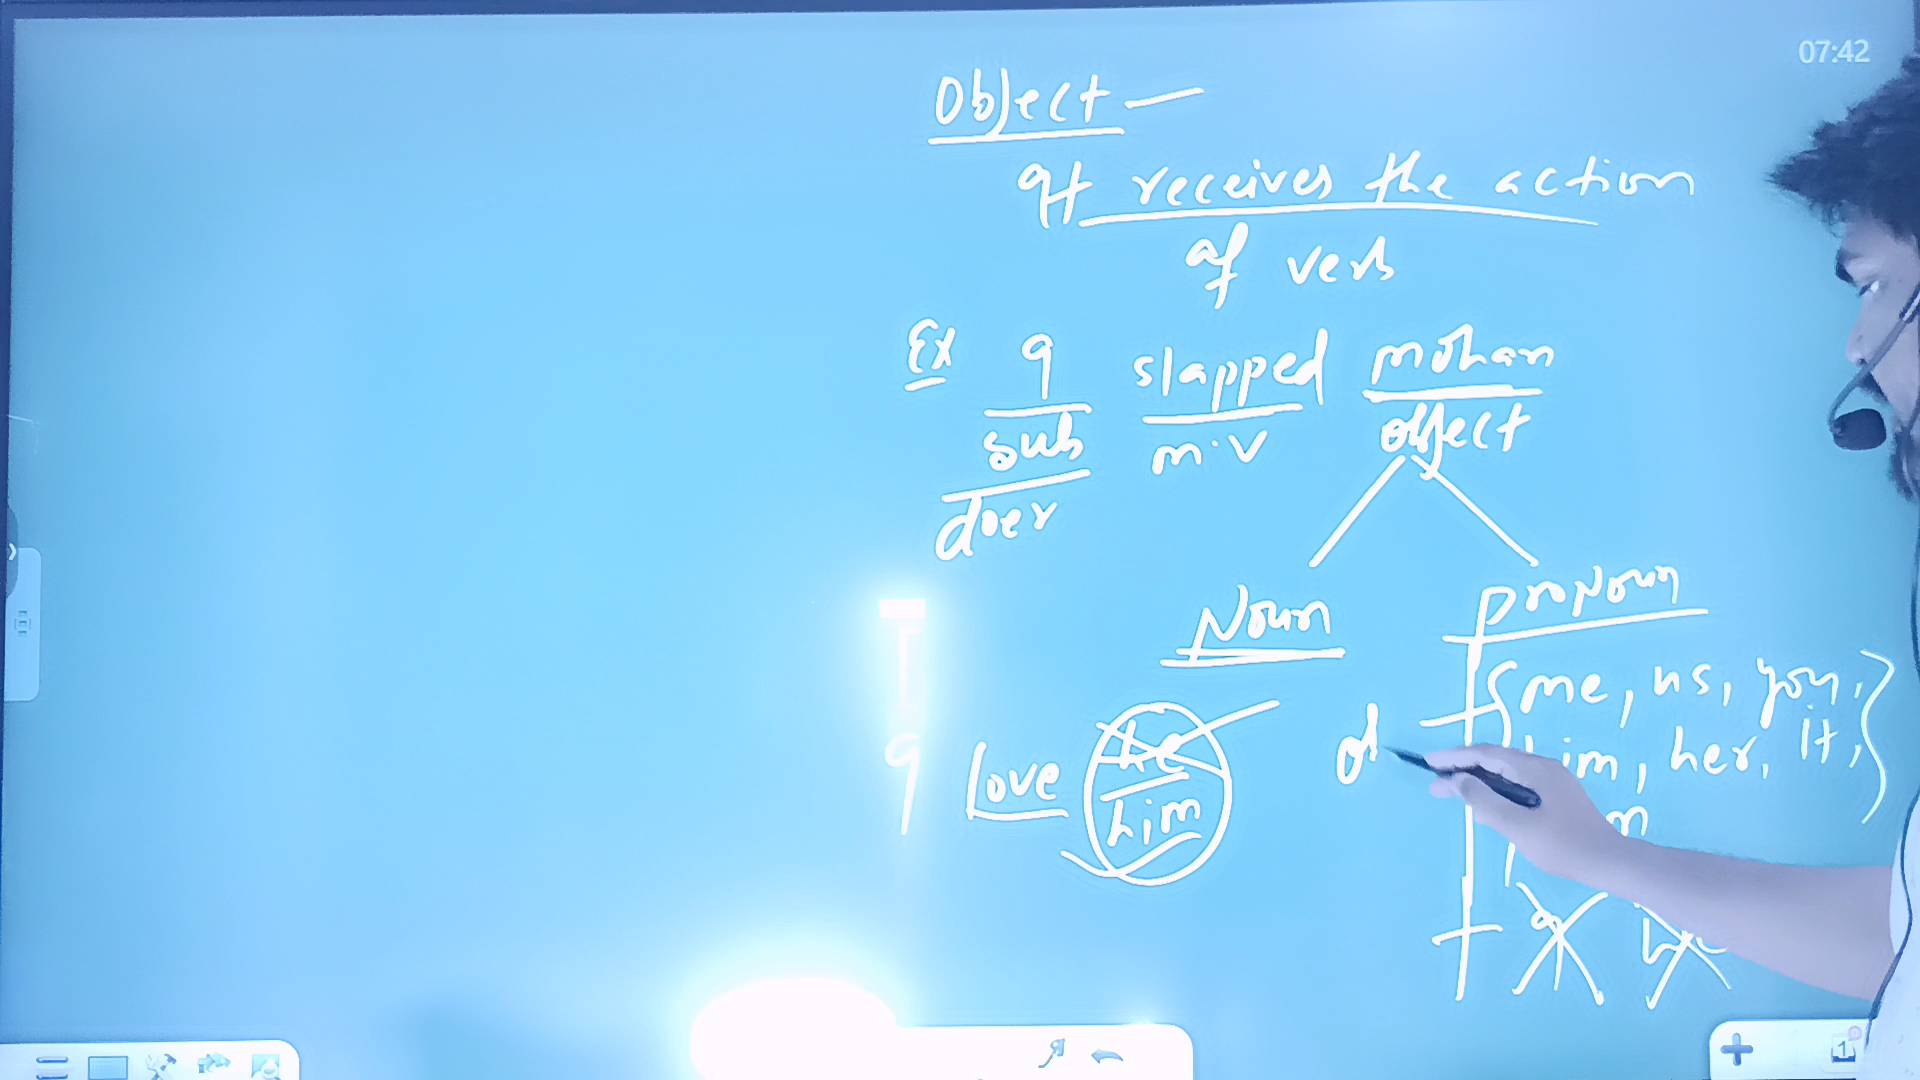 07:42
Object —
It receives the action
of verb
Ex I slapped mohan
sub m.v object
doer
Noun pronoun
me, us, you,
him, her, it,
I love he
him
ob